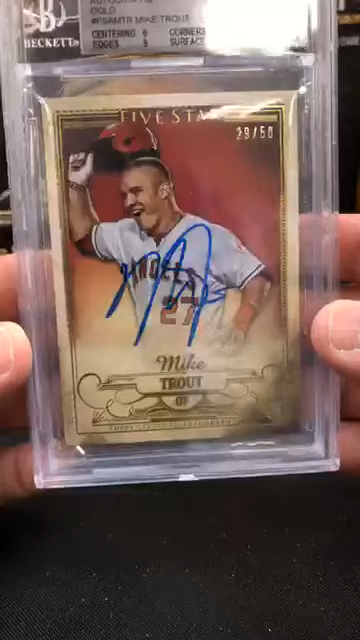 AUTOGRAPHS
GOLD
#FSAMTR MIKE TROUT
BECKETT
CENTERING 9 CORNERS
EDGES 9 SURFACE
FIVE STAR
29/50
ANGELS
27
Mike
TROUT
OF